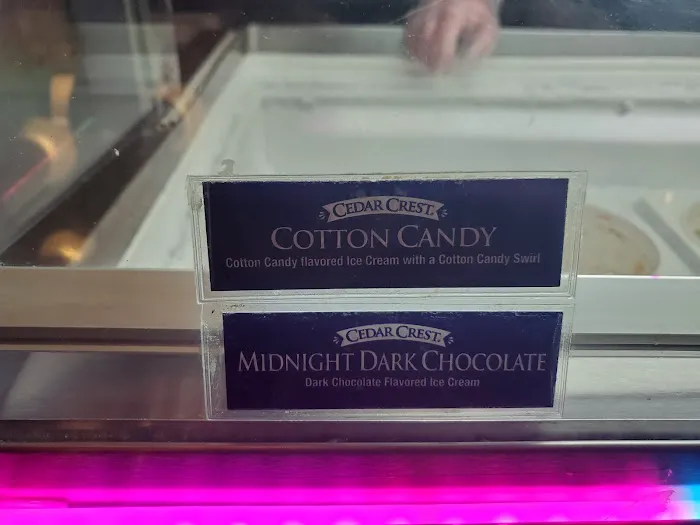 CEDAR CREST.
COTTON CANDY
Cotton Candy flavored Ice Cream with a Cotton Candy Swirl
CEDAR CREST.
MIDNIGHT DARK CHOCOLATE
Dark Chocolate Flavored Ice Cream